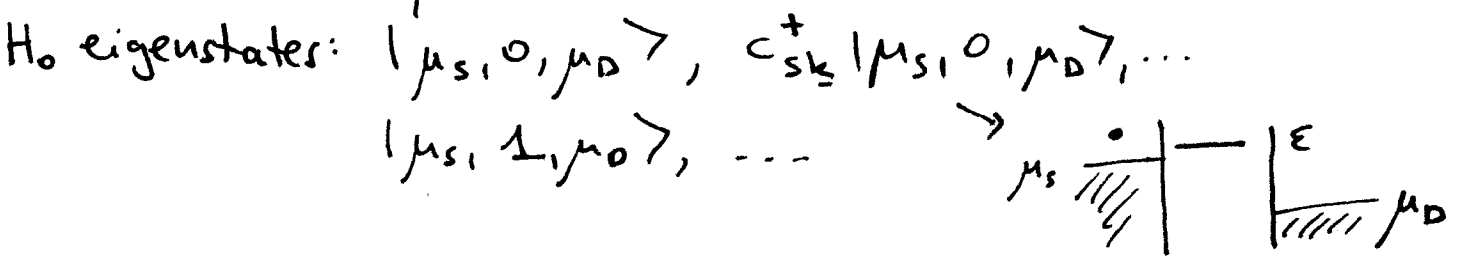 H₀ eigenstates: |μ_S, 0, μ_D⟩, c⁺_{sk} |μ_S, 0, μ_D⟩, ...
|μ_S, 1, μ_D⟩, ....
ε
μ_S
μ_D